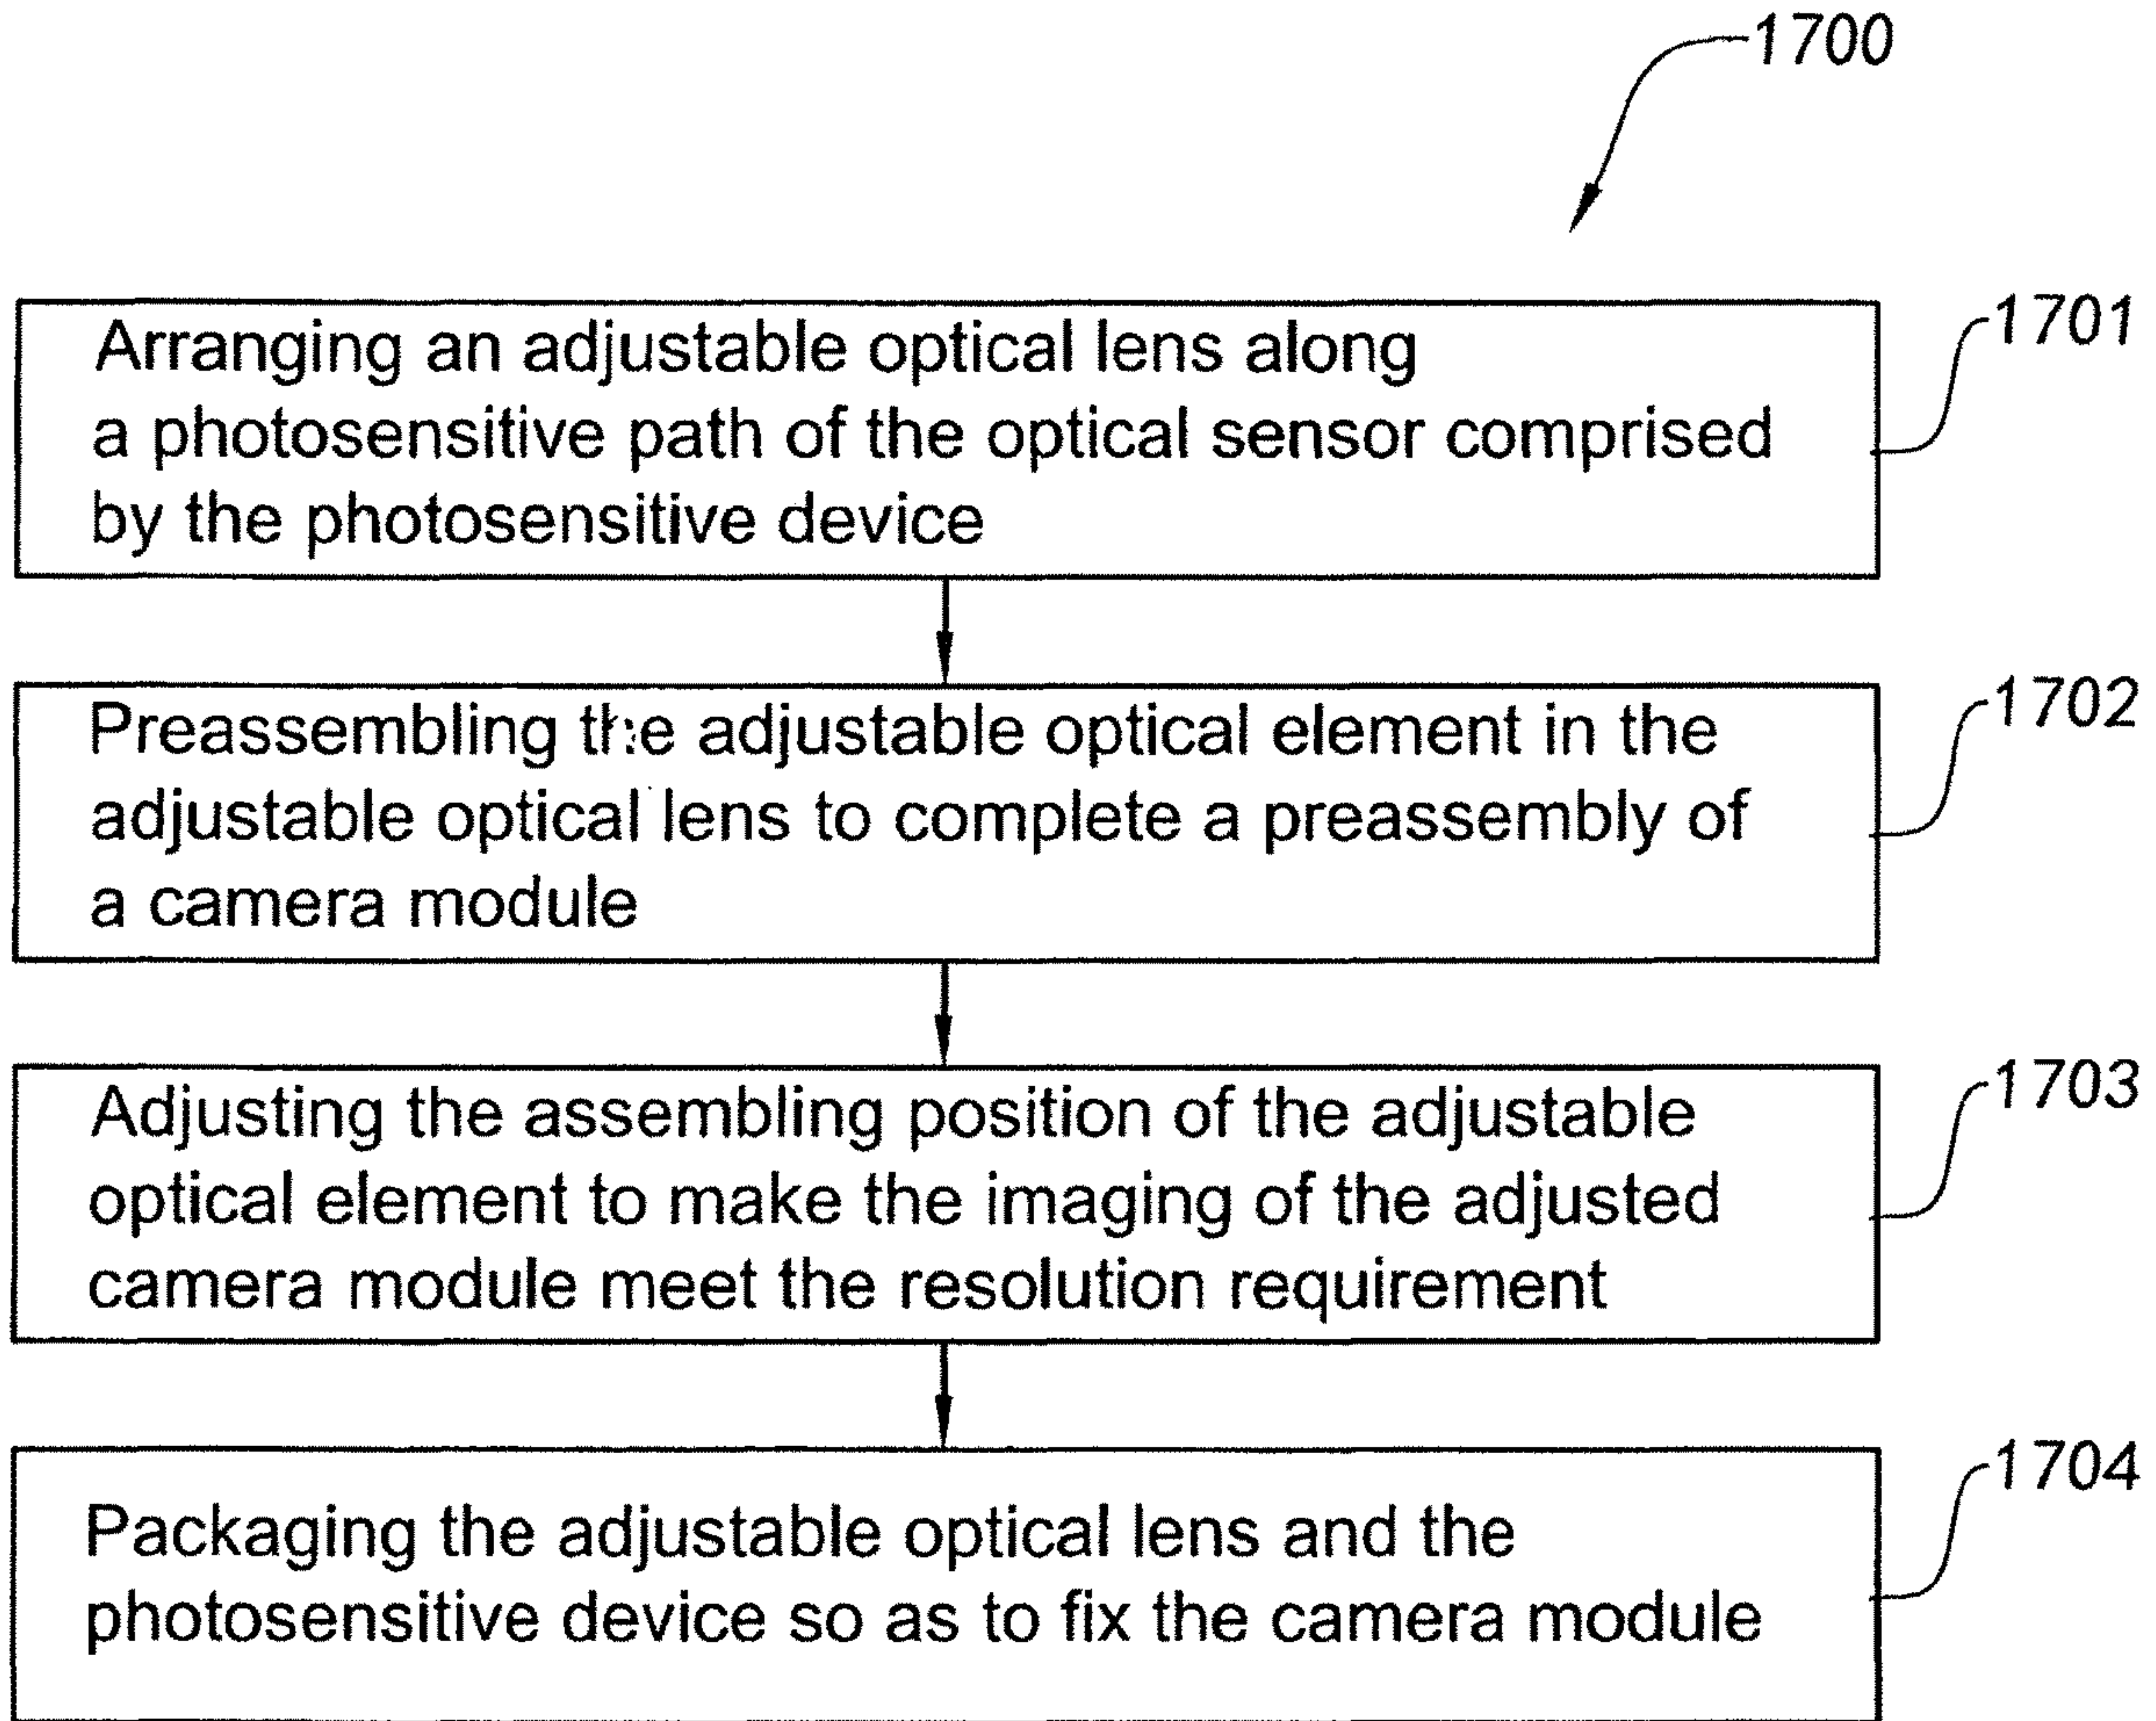 1700
Arranging an adjustable optical lens along
a photosensitive path of the optical sensor comprised
by the photosensitive device
1701
Preassembling the adjustable optical element in the
adjustable optical lens to complete a preassembly of
a camera module
1702
Adjusting the assembling position of the adjustable
optical element to make the imaging of the adjusted
camera module meet the resolution requirement
1703
Packaging the adjustable optical lens and the
photosensitive device so as to fix the camera module
1704